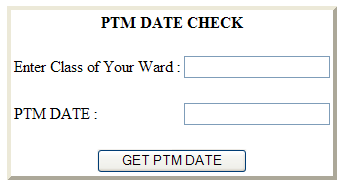 PTM DATE CHECK
Enter Class of Your Ward :
PTM DATE :
GET PTM DATE